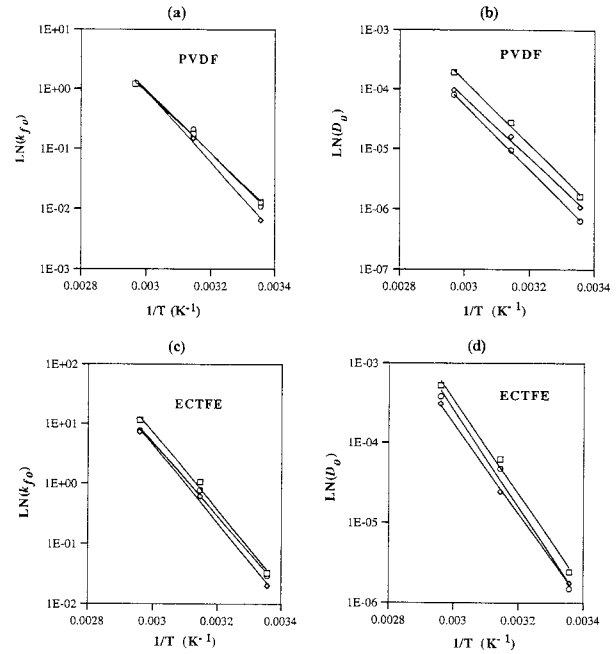 (a)
PVDF
LN(kfo)
1E+01
1E+00
1E-01
1E-02
1E-03
0.0028
0.003
0.0032
0.0034
1/T (K-1)
(b)
PVDF
LN(Do)
1E-03
1E-04
1E-05
1E-06
1E-07
0.0028
0.003
0.0032
0.0034
1/T (K-1)
(c)
ECTFE
LN(kfo)
1E+02
1E+01
1E+00
1E-01
1E-02
0.0028
0.003
0.0032
0.0034
1/T (K-1)
(d)
ECTFE
LN(Do)
1E-03
1E-04
1E-05
1E-06
0.0028
0.003
0.0032
0.0034
1/T (K-1)